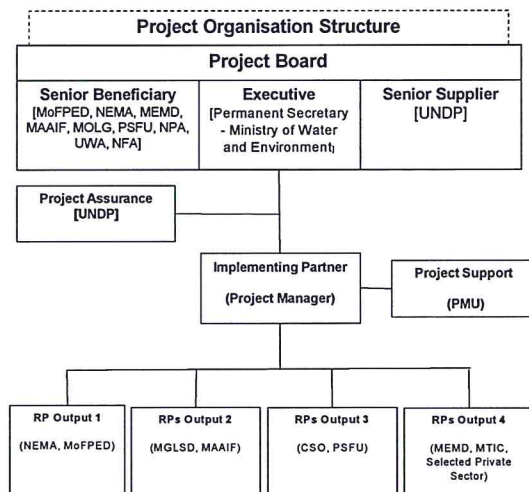 Project Organisation Structure
Project Board
Senior Beneficiary
[MoFPED, NEMA, MEMD,
MAAIF, MOLG, PSFU, NPA,
UWA, NFA]
Executive
[Permanent Secretary
- Ministry of Water
and Environment]
Senior Supplier
[UNDP]
Project Assurance
[UNDP]
Implementing Partner
(Project Manager)
Project Support
(PMU)
RP Output 1
(NEMA, MoFPED)
RPs Output 2
(MGLSD, MAAIF)
RPs Output 3
(CSO, PSFU)
RPs Output 4
(MEMD, MTIC,
Selected Private
Sector)